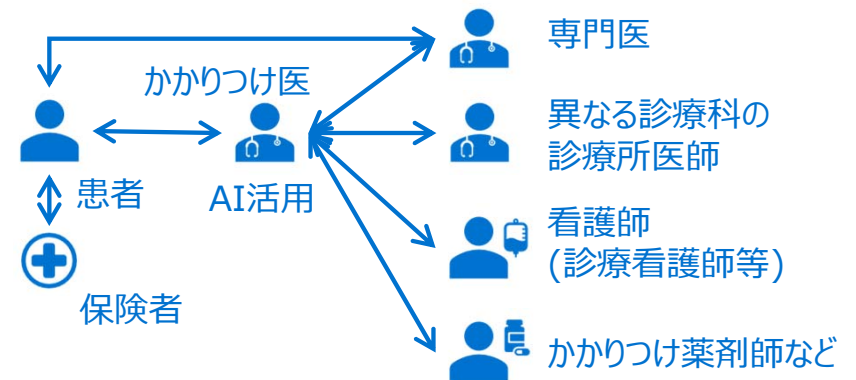 専門医
かかりつけ医
異なる診療科の
診療所医師
患者
AI活用
看護師
(診療看護師等)
保険者
かかりつけ薬剤師など